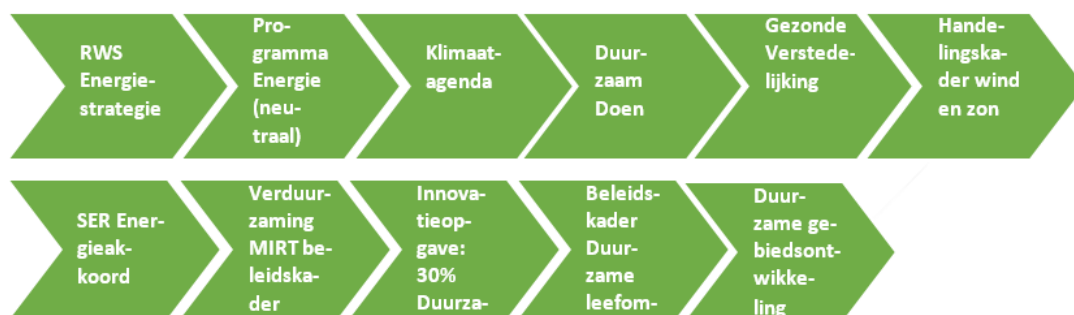 RWS
Energie-
strategie
Pro-
gramma
Energie
(neu-
traal)
Klimaat-
agenda
Duur-
zaam
Doen
Gezonde
Verstede-
lijking
Hande-
lingska-
der wind
en zon
SER Ener-
gieak-
koord
Verduur-
zaming
MIRT be-
leidska-
der
Innova-
tieop-
gave:
30%
Duurza-
Beleids-
kader
Duur-
zame
leefom-
Duur-
zame ge-
biedsont-
wikke-
ling